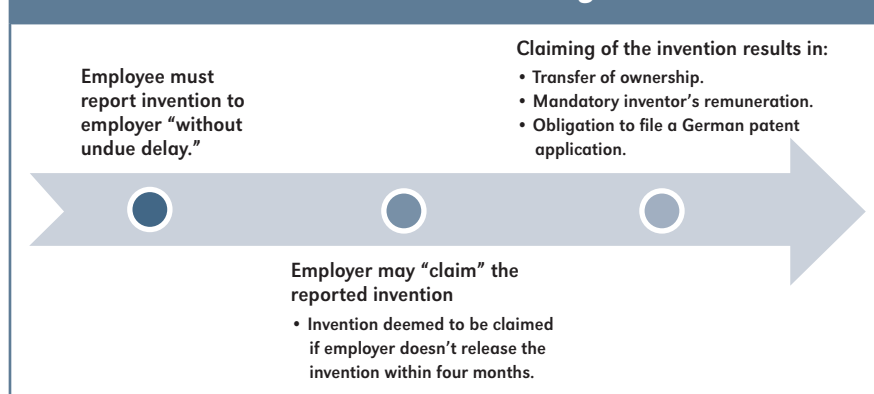 Employee must
report invention to
employer “without
undue delay.”
Employer may “claim” the
reported invention
• Invention deemed to be claimed
if employer doesn’t release the
invention within four months.
Claiming of the invention results in:
• Transfer of ownership.
• Mandatory inventor’s remuneration.
• Obligation to file a German patent
application.